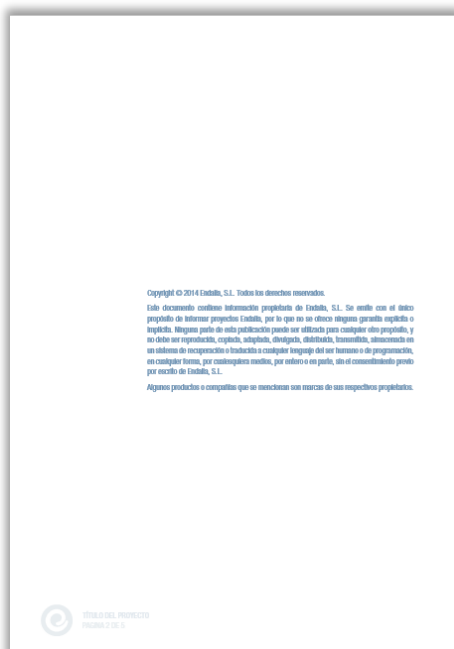 Copyright © 2014 Endalia, S.L. Todos los derechos reservados.
Este documento contiene información propietaria de Endalia, S.L. Se emite con el único
propósito de informar proyectos Endalia, por lo que no se ofrece ninguna garantía explícita o
implícita. Ninguna parte de esta publicación puede ser utilizada para cualquier otro propósito, y
no debe ser reproducida, copiada, adaptada, divulgada, distribuida, transmitida, almacenada en
un sistema de recuperación o traducida a cualquier lenguaje del ser humano o de programación,
en cualquier forma, por cualesquiera medios, por entero o en parte, sin el consentimiento previo
por escrito de Endalia, S.L.
Algunos productos o compañías que se mencionan son marcas de sus respectivos propietarios.
TÍTULO DEL PROYECTO
PÁGINA 2 DE 3